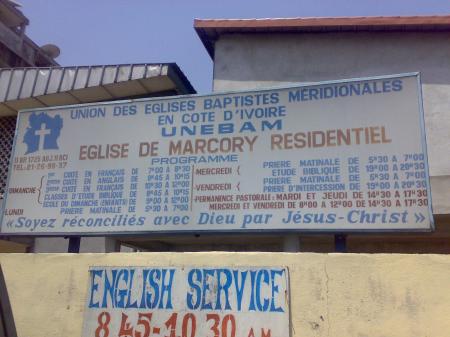 UNION DES EGLISES BAPTISTES MÉRIDIONALES
EN COTE D'IVOIRE
UNEBAM
EGLISE DE MARCORY RESIDENTIEL
PROGRAMME
DIMANCHE
1er CULTE EN FRANÇAIS DE 7H00 A 8H30
CULTE EN ANGLAIS DE 8H45 A 10H15
CULTE EN FRANÇAIS DE 10H30 A 12H00
CLASSES D'ETUDE BIBLIQUE DE 9H45 A 10H15
ECOLE DU DIMANCHE (ENFANTS) DE 9H00 A 12H00
LUNDI PRIERE MATINALE DE 5H30 A 7H00
MERCREDI
PRIERE MATINALE DE 5H30 A 7H00
ETUDE BIBLIQUE DE 19H00 A 20H30
VENDREDI
PRIERE MATINALE DE 5H30 A 7H00
PRIERE D'INTERCESSION DE 19H00 A 20H30
PERMANENCE PASTORALE: MARDI ET JEUDI DE 14H30 A 17H30
MERCREDI ET VENDREDI DE 8H00 A 12H00 DE 14H30 A 17H30
« Soyez réconciliés avec Dieu par Jésus-Christ »
ENGLISH SERVICE
8 45-10 30 AM